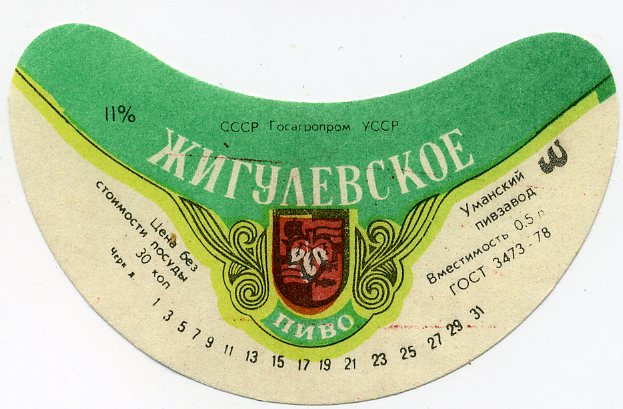 11%
СССР Госагропром УССР
ЖИГУЛЕВСКОЕ
Цена без
стоимости посуды
30 коп
Черк д.
ПИВО
Уманский
пивзавод
Вместимость 0,5 л
ГОСТ 3473-78
1 3 5 7 9 11 13 15 17 19 21 23 25 27 29 31